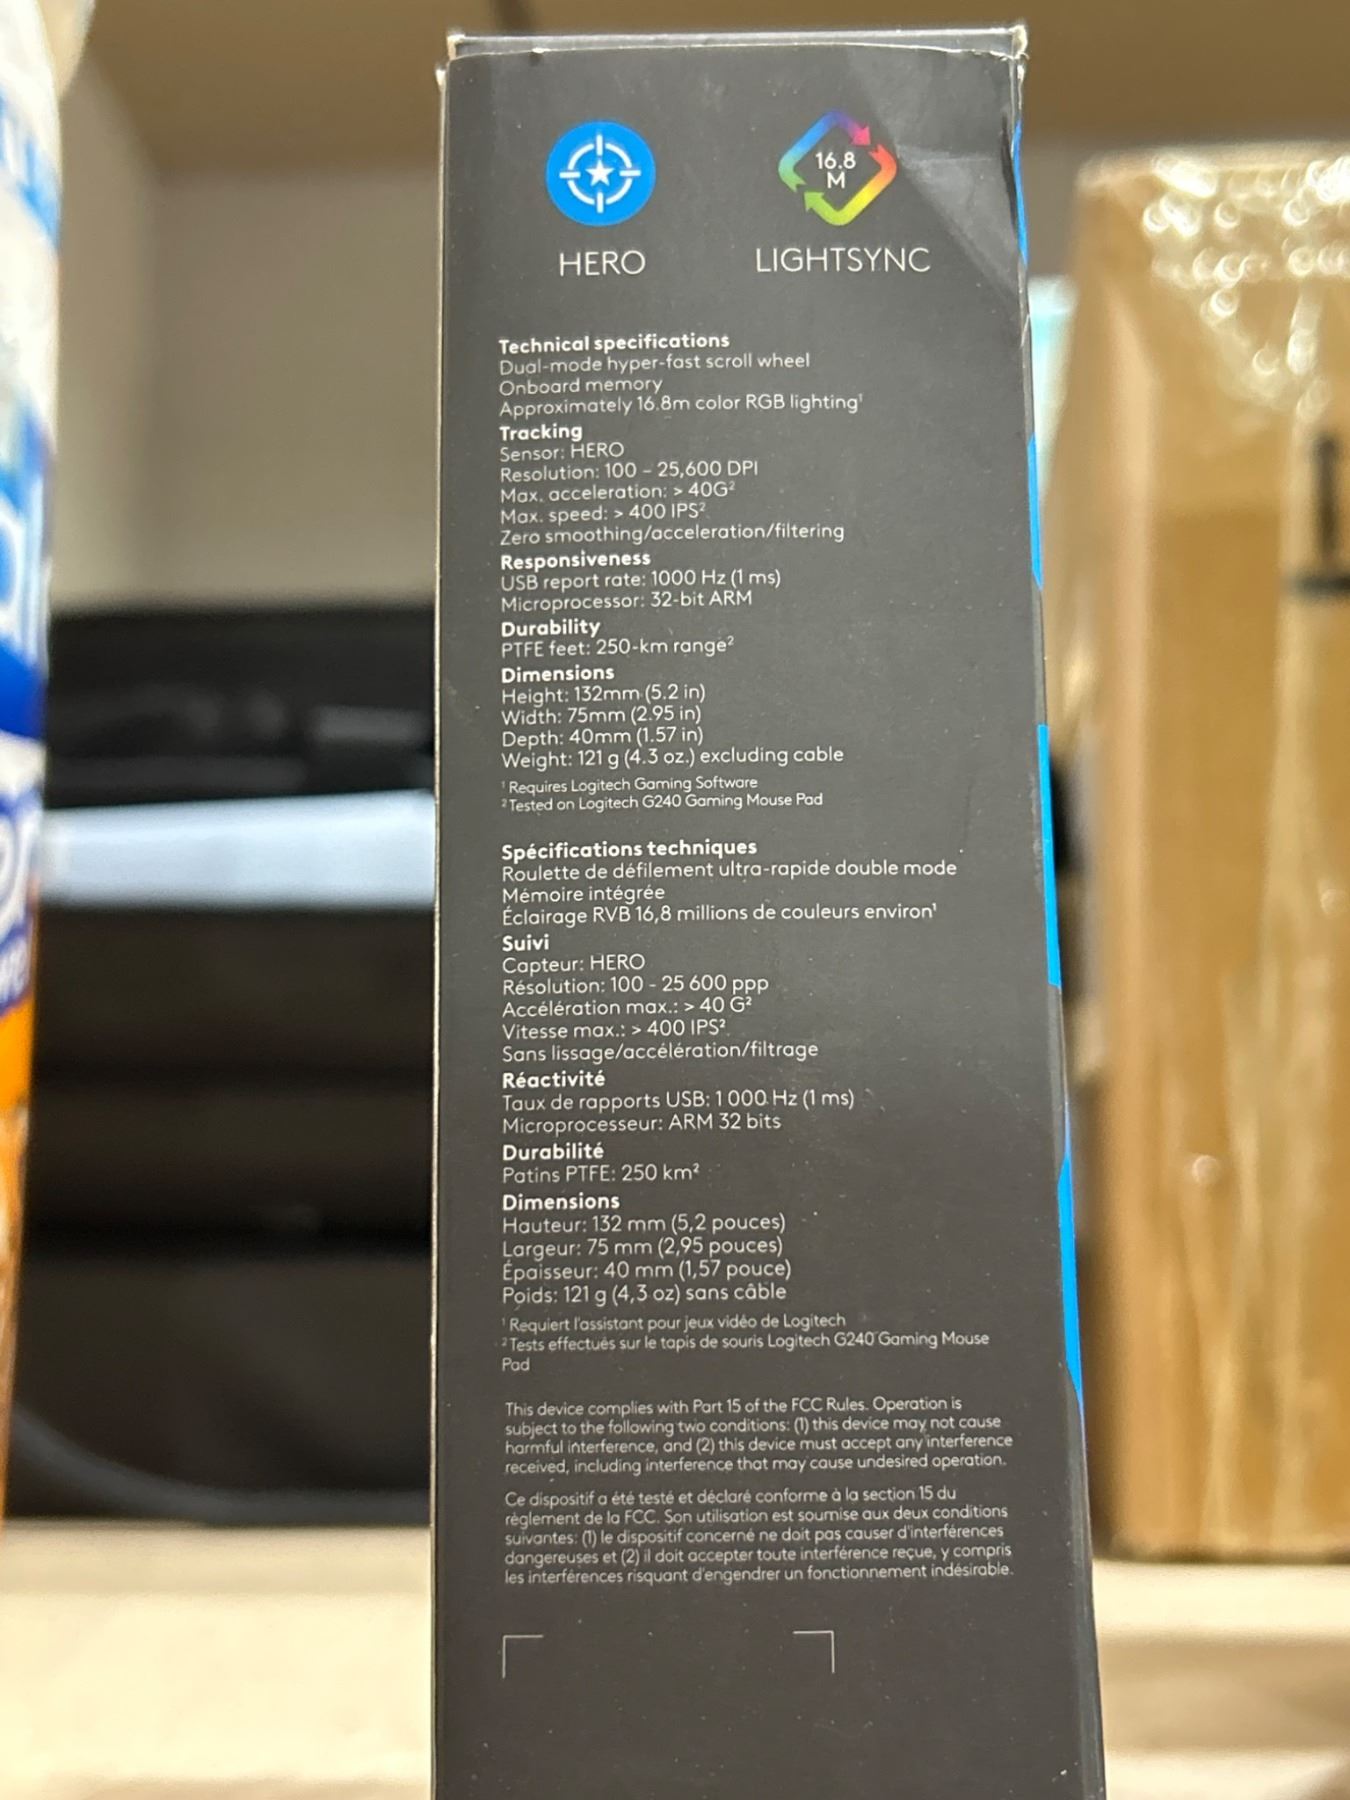 16.8
M
HERO
LIGHTSYNC
Technical specifications
Dual-mode hyper-fast scroll wheel
Onboard memory
Approximately 16.8m color RGB lighting¹
Tracking
Sensor: HERO
Resolution: 100 – 25,600 DPI
Max. acceleration: > 40G²
Max. speed: > 400 IPS²
Zero smoothing/acceleration/filtering
Responsiveness
USB report rate: 1000 Hz (1 ms)
Microprocessor: 32-bit ARM
Durability
PTFE feet: 250-km range²
Dimensions
Height: 132mm (5.2 in)
Width: 75mm (2.95 in)
Depth: 40mm (1.57 in)
Weight: 121 g (4.3 oz.) excluding cable
¹ Requires Logitech Gaming Software
² Tested on Logitech G240 Gaming Mouse Pad
Spécifications techniques
Roulette de défilement ultra-rapide double mode
Mémoire intégrée
Éclairage RVB 16,8 millions de couleurs environ¹
Suivi
Capteur: HERO
Résolution: 100 - 25 600 ppp
Accélération max.: > 40 G²
Vitesse max.: > 400 IPS²
Sans lissage/accélération/filtrage
Réactivité
Taux de rapports USB: 1 000 Hz (1 ms)
Microprocesseur: ARM 32 bits
Durabilité
Patins PTFE: 250 km²
Dimensions
Hauteur: 132 mm (5,2 pouces)
Largeur: 75 mm (2,95 pouces)
Épaisseur: 40 mm (1,57 pouce)
Poids: 121 g (4,3 oz) sans câble
¹ Requiert l'assistant pour jeux vidéo de Logitech
² Tests effectués sur le tapis de souris Logitech G240 Gaming Mouse
Pad
This device complies with Part 15 of the FCC Rules. Operation is
subject to the following two conditions: (1) this device may not cause
harmful interference, and (2) this device must accept any interference
received, including interference that may cause undesired operation.
Ce dispositif a été testé et déclaré conforme à la section 15 du
règlement de la FCC. Son utilisation est soumise aux deux conditions
suivantes: (1) le dispositif concerné ne doit pas causer d'interférences
dangereuses et (2) il doit accepter toute interférence reçue, y compris
les interférences risquant d'engendrer un fonctionnement indésirable.